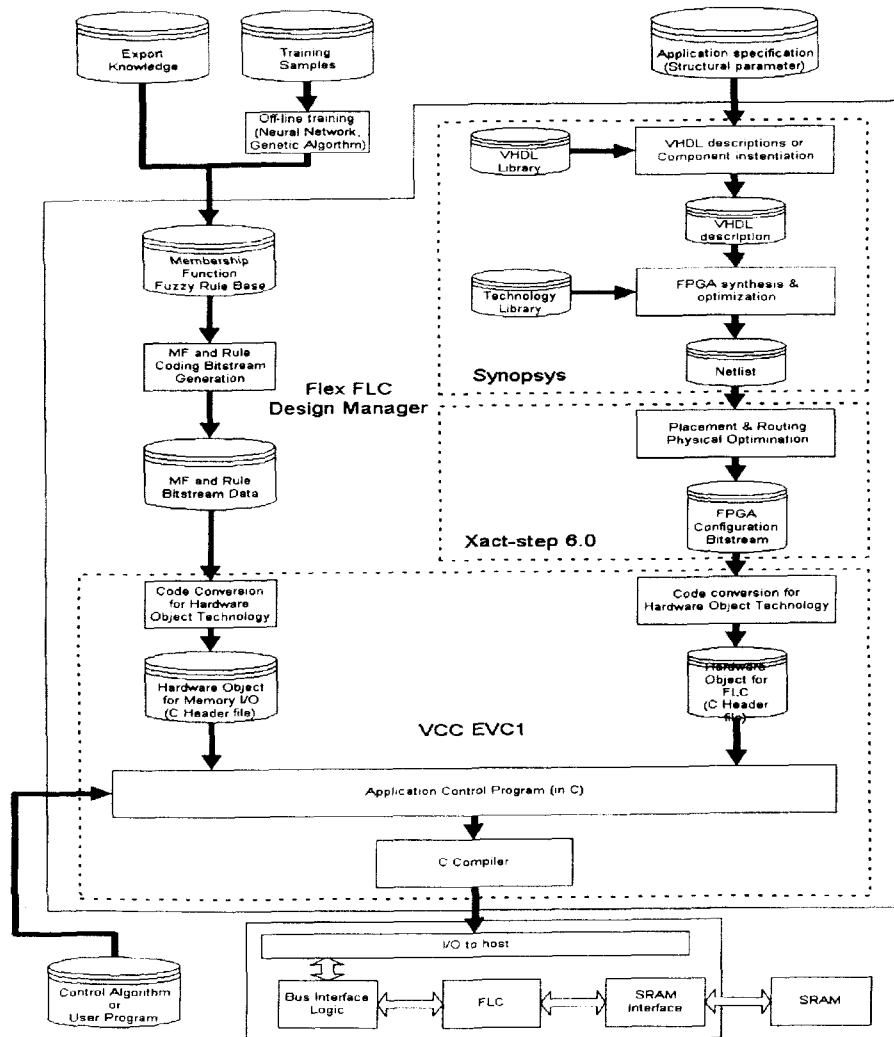 Export
Knowledge
Training
Samples
Application specification
(Structural parameter)
Off-line training
(Neural Network,
Genetic Algorithm)
VHDL
Library
VHDL descriptions or
Component instentiation
VHDL
description
Membership
Function
Fuzzy Rule Base
Technology
Library
FPGA synthesis &
optimization
MF and Rule
Coding Bitstream
Generation
Netlist
Synopsys
Flex FLC
Design Manager
Placement & Routing
Physical Optimination
MF and Rule
Bitstream Data
FPGA
Configuration
Bitstream
Xact-step 6.0
Code Conversion
for Hardware
Object Technology
Code conversion for
Hardware Object Technology
Hardware Object
for Memory I/O
(C Header file)
Hardware
Object for
FLC
(C Header
file)
VCC EVC1
Application Control Program (in C)
C Compiler
I/O to host
Control Algorithm
or
User Program
Bus Interface
Logic
FLC
SRAM
Interface
SRAM